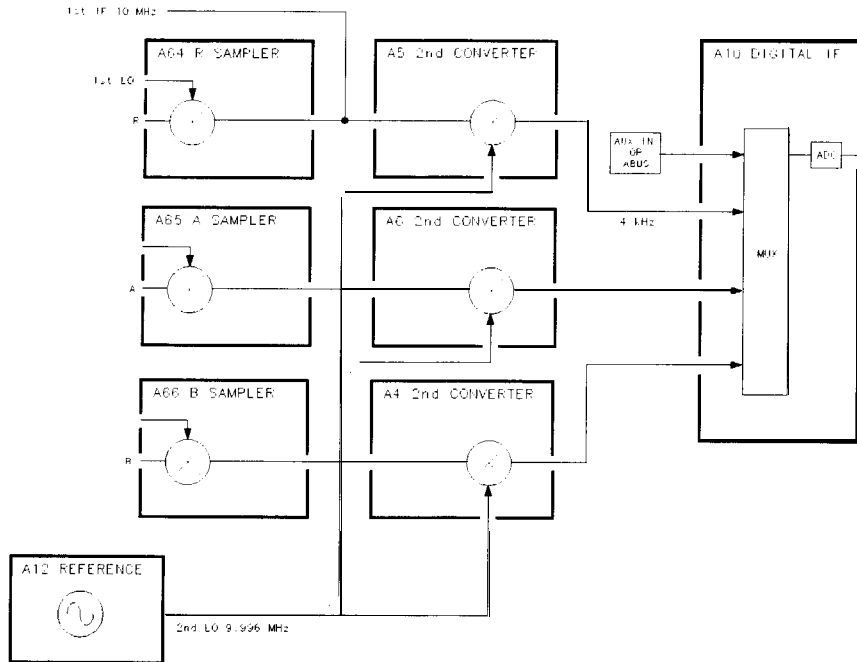 1st IF 10 MHz
A64 R SAMPLER
A5 2nd CONVERTER
A10 DIGITAL IF
1st LO
R
AUX IN
OR
ABUS
ADC
4 kHz
MUX
A65 A SAMPLER
A6 2nd CONVERTER
A
A66 B SAMPLER
A4 2nd CONVERTER
B
A12 REFERENCE
2nd LO 9.996 MHz